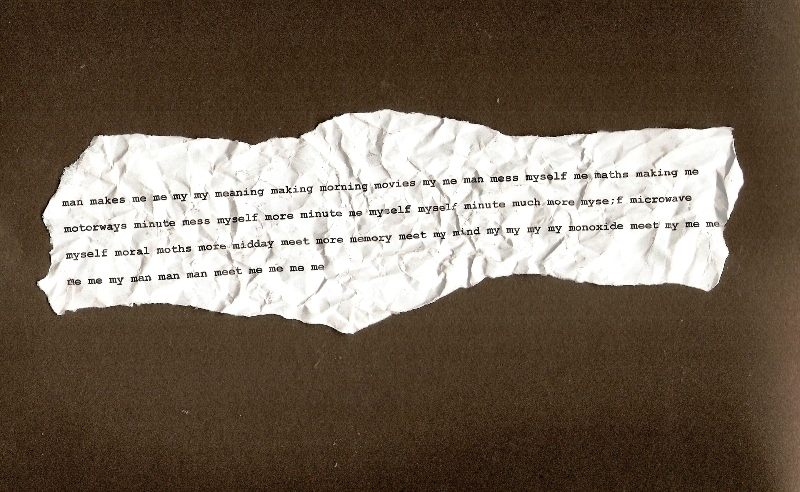 man makes me me my my meaning making morning movies my me man mess myself me maths making me
motorways minute mess myself more minute me myself myself minute much more myse;f microwave
myself moral moths more midday meet more memory meet my mind my my my my monoxide meet my me me
me me my man man man meet me me me me